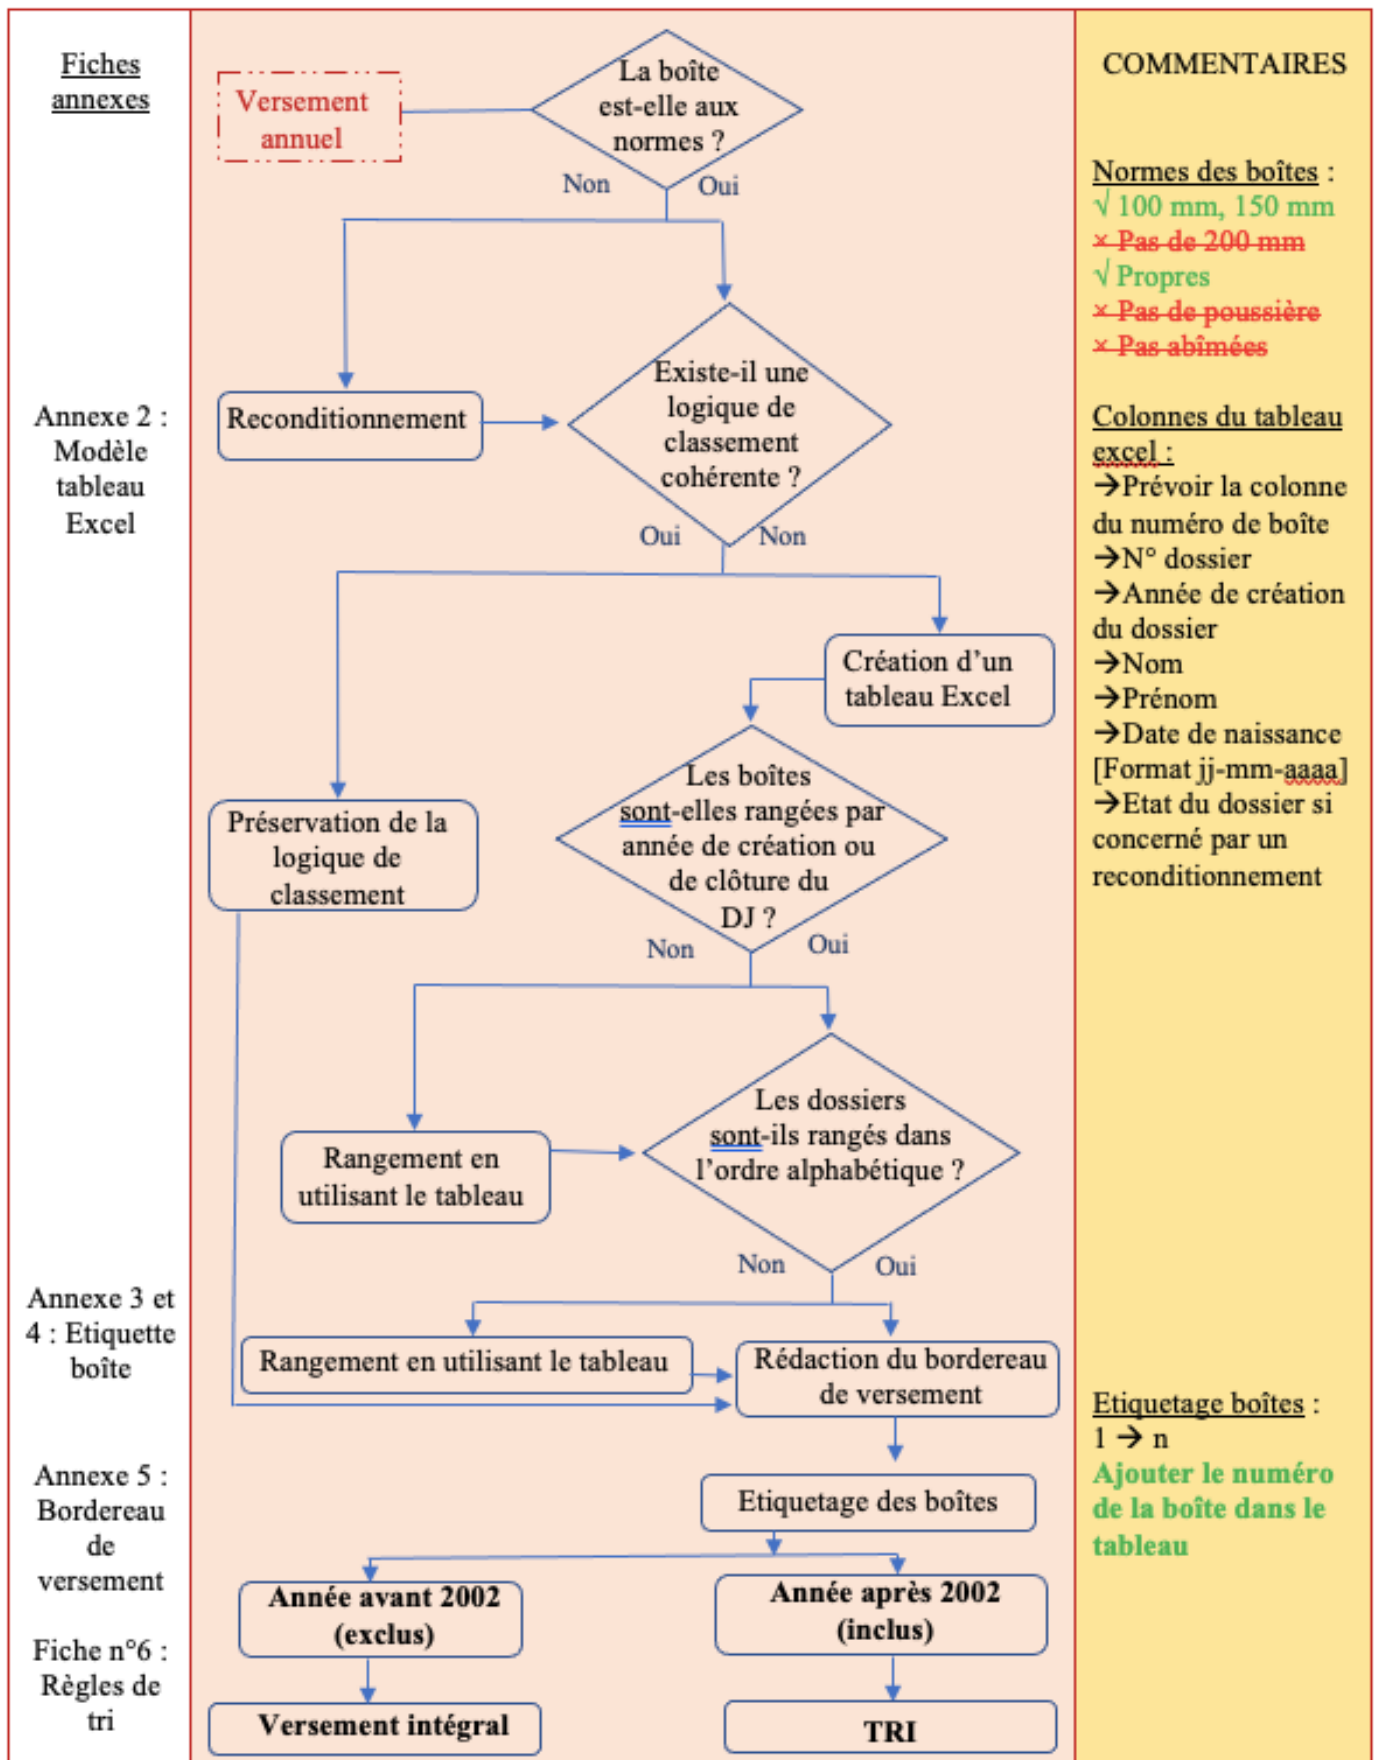 Fiches
annexes
Annexe 2 :
Modèle
tableau
Excel
Annexe 3 et
4 : Etiquette
boîte
Annexe 5 :
Bordereau
de
versement
Fiche n°6 :
Règles de
tri
Versement
annuel
La boîte
est-elle aux
normes ?
Non
Oui
Reconditionnement
Existe-il une
logique de
classement
cohérente ?
Oui
Non
Création d’un
tableau Excel
Préservation de la
logique de
classement
Les boîtes
sont-elles rangées par
année de création ou
de clôture du
DJ ?
Non
Oui
Rangement en
utilisant le tableau
Les dossiers
sont-ils rangés dans
l’ordre alphabétique ?
Non
Oui
Rangement en utilisant le tableau
Rédaction du bordereau
de versement
Etiquetage des boîtes
Année avant 2002
(exclus)
Année après 2002
(inclus)
Versement intégral
TRI
COMMENTAIRES
Normes des boîtes :
√ 100 mm, 150 mm
× Pas de 200 mm
√ Propres
× Pas de poussière
× Pas abîmées
Colonnes du tableau
excel :
→Prévoir la colonne
du numéro de boîte
→N° dossier
→Année de création
du dossier
→Nom
→Prénom
→Date de naissance
[Format jj-mm-aaaa]
→Etat du dossier si
concerné par un
reconditionnement
Etiquetage boîtes :
1 → n
Ajouter le numéro
de la boîte dans le
tableau